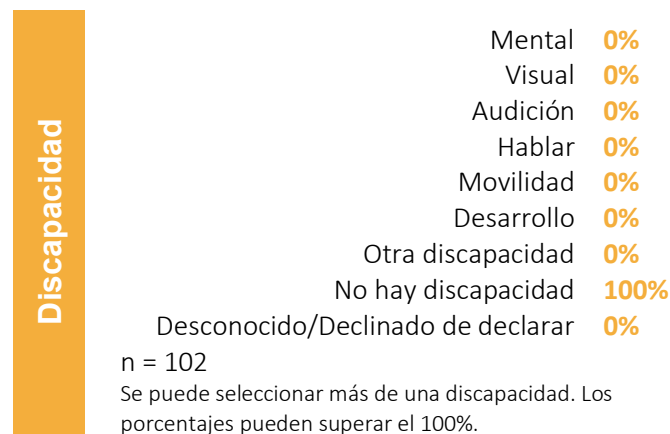 Discapacidad
Mental 0%
Visual 0%
Audición 0%
Hablar 0%
Movilidad 0%
Desarrollo 0%
Otra discapacidad 0%
No hay discapacidad 100%
Desconocido/Declinado de declarar 0%
n = 102
Se puede seleccionar más de una discapacidad. Los
porcentajes pueden superar el 100%.